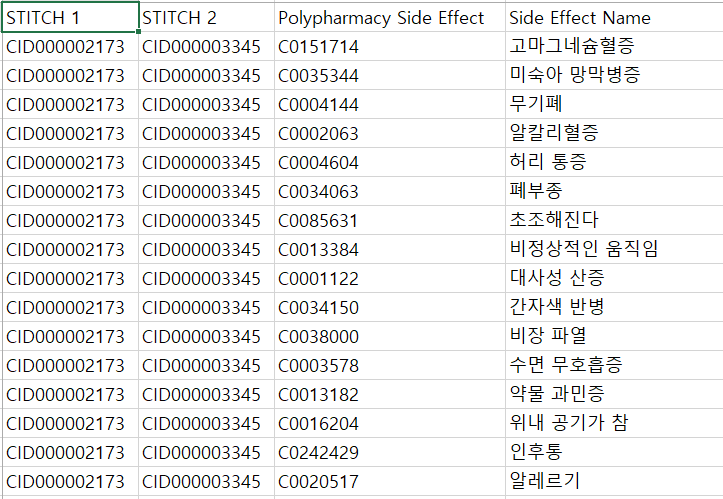 STITCH 1 STITCH 2 Polypharmacy Side Effect Side Effect Name
CID000002173 CID000003345 C0151714 고마그네슘혈증
CID000002173 CID000003345 C0035344 미숙아 망막병증
CID000002173 CID000003345 C0004144 무기폐
CID000002173 CID000003345 C0002063 알칼리혈증
CID000002173 CID000003345 C0004604 허리 통증
CID000002173 CID000003345 C0034063 폐부종
CID000002173 CID000003345 C0085631 초조해진다
CID000002173 CID000003345 C0013384 비정상적인 움직임
CID000002173 CID000003345 C0001122 대사성 산증
CID000002173 CID000003345 C0034150 간자색 반병
CID000002173 CID000003345 C0038000 비장 파열
CID000002173 CID000003345 C0003578 수면 무호흡증
CID000002173 CID000003345 C0013182 약물 과민증
CID000002173 CID000003345 C0016204 위내 공기가 참
CID000002173 CID000003345 C0242429 인후통
CID000002173 CID000003345 C0020517 알레르기